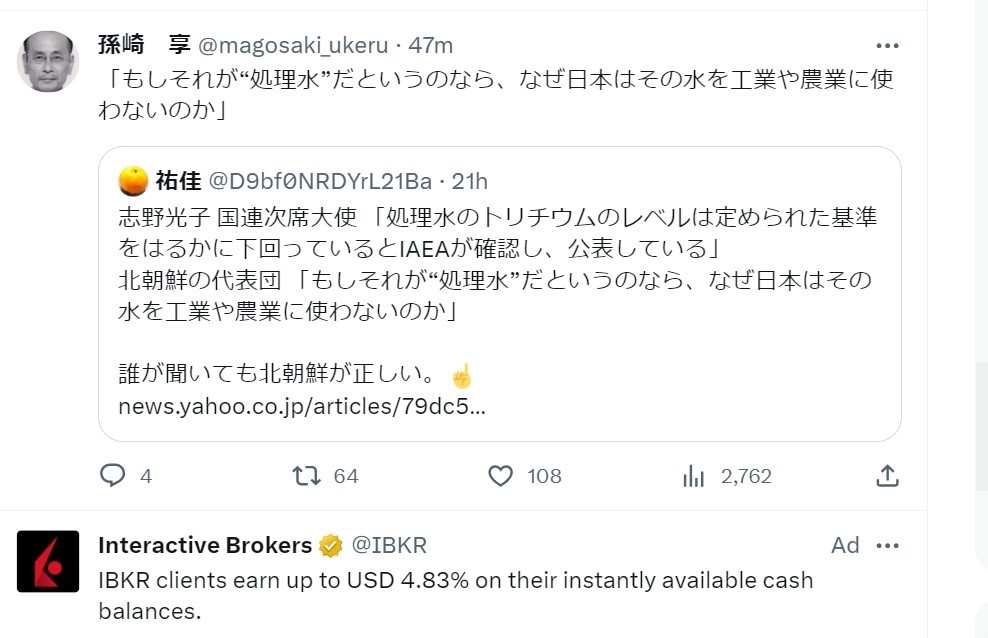 孫崎　享 @magosaki_ukeru · 47m
「もしそれが“処理水”だというのなら、なぜ日本はその水を工業や農業に使
わないのか」
祐佳 @D9bf0NRDYrL21Ba · 21h
志野光子 国連次席大使 「処理水のトリチウムのレベルは定められた基準
をはるかに下回っているとIAEAが確認し、公表している」
北朝鮮の代表団 「もしそれが“処理水”だというのなら、なぜ日本はその
水を工業や農業に使わないのか」
誰が聞いても北朝鮮が正しい。☝
news.yahoo.co.jp/articles/79dc5...
4 64 108 2,762
Interactive Brokers @IBKR Ad
IBKR clients earn up to USD 4.83% on their instantly available cash
balances.